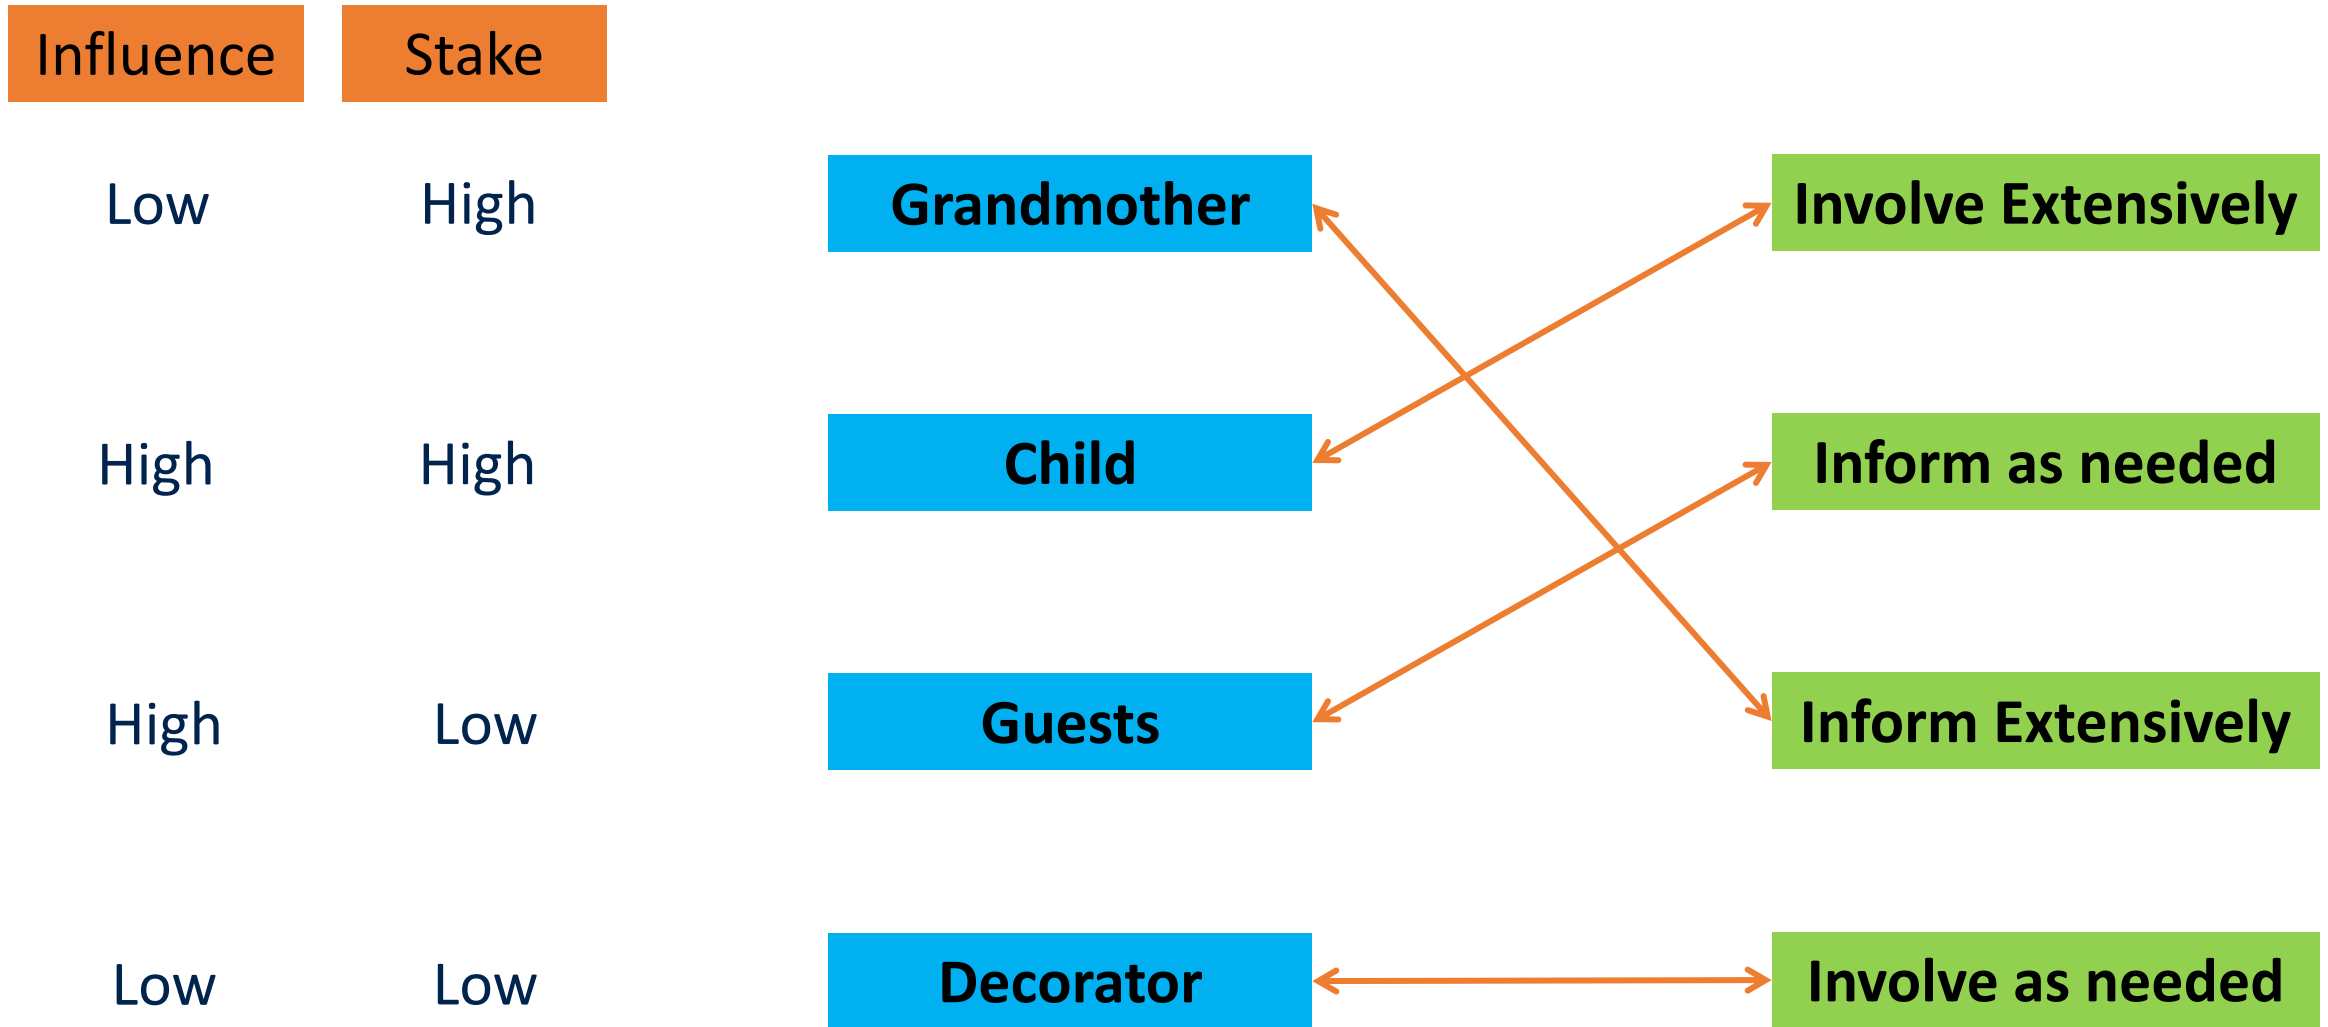 Influence Stake
Low High Grandmother Involve Extensively
High High Child Inform as needed
High Low Guests Inform Extensively
Low Low Decorator Involve as needed